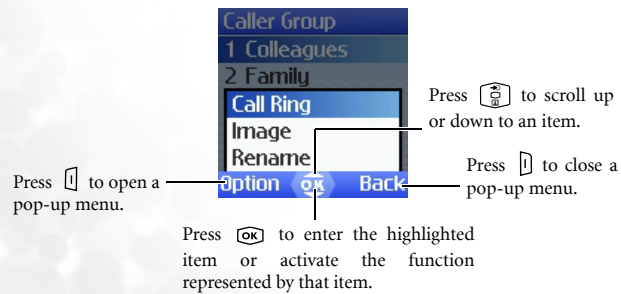 Caller Group
1 Colleagues
2 Family
Call Ring
Image
Rename
Option OK Back
Press to scroll up
or down to an item.
Press to open a
pop-up menu.
Press to close a
pop-up menu.
Press OK to enter the highlighted
item or activate the function
represented by that item.